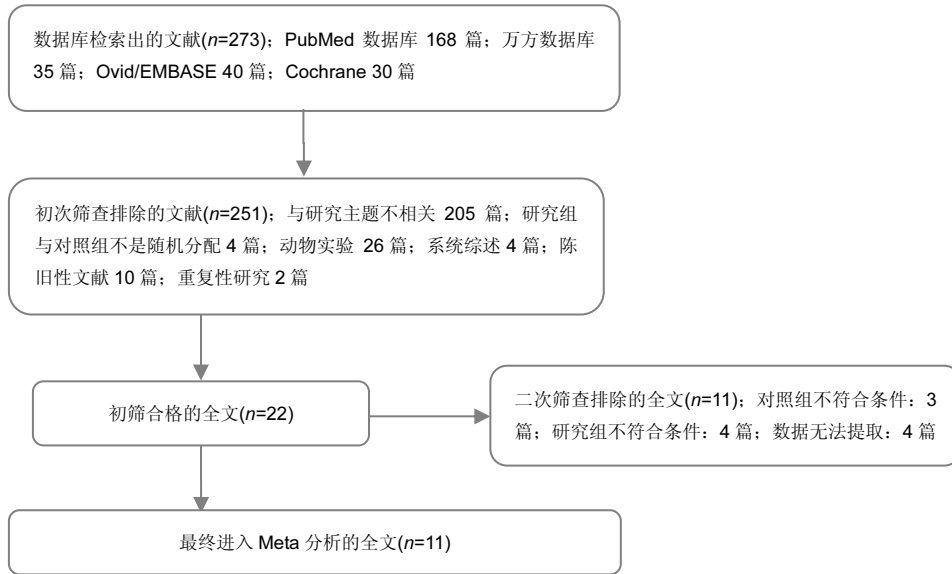 数据库检索出的文献(n=273)；PubMed 数据库 168 篇；万方数据库
35 篇；Ovid/EMBASE 40 篇；Cochrane 30 篇
初次筛查排除的文献(n=251)；与研究主题不相关 205 篇；研究组
与对照组不是随机分配 4 篇；动物实验 26 篇；系统综述 4 篇；陈
旧性文献 10 篇；重复性研究 2 篇
初筛合格的全文(n=22)
二次筛查排除的全文(n=11)；对照组不符合条件：3
篇；研究组不符合条件：4 篇；数据无法提取：4 篇
最终进入 Meta 分析的全文(n=11)